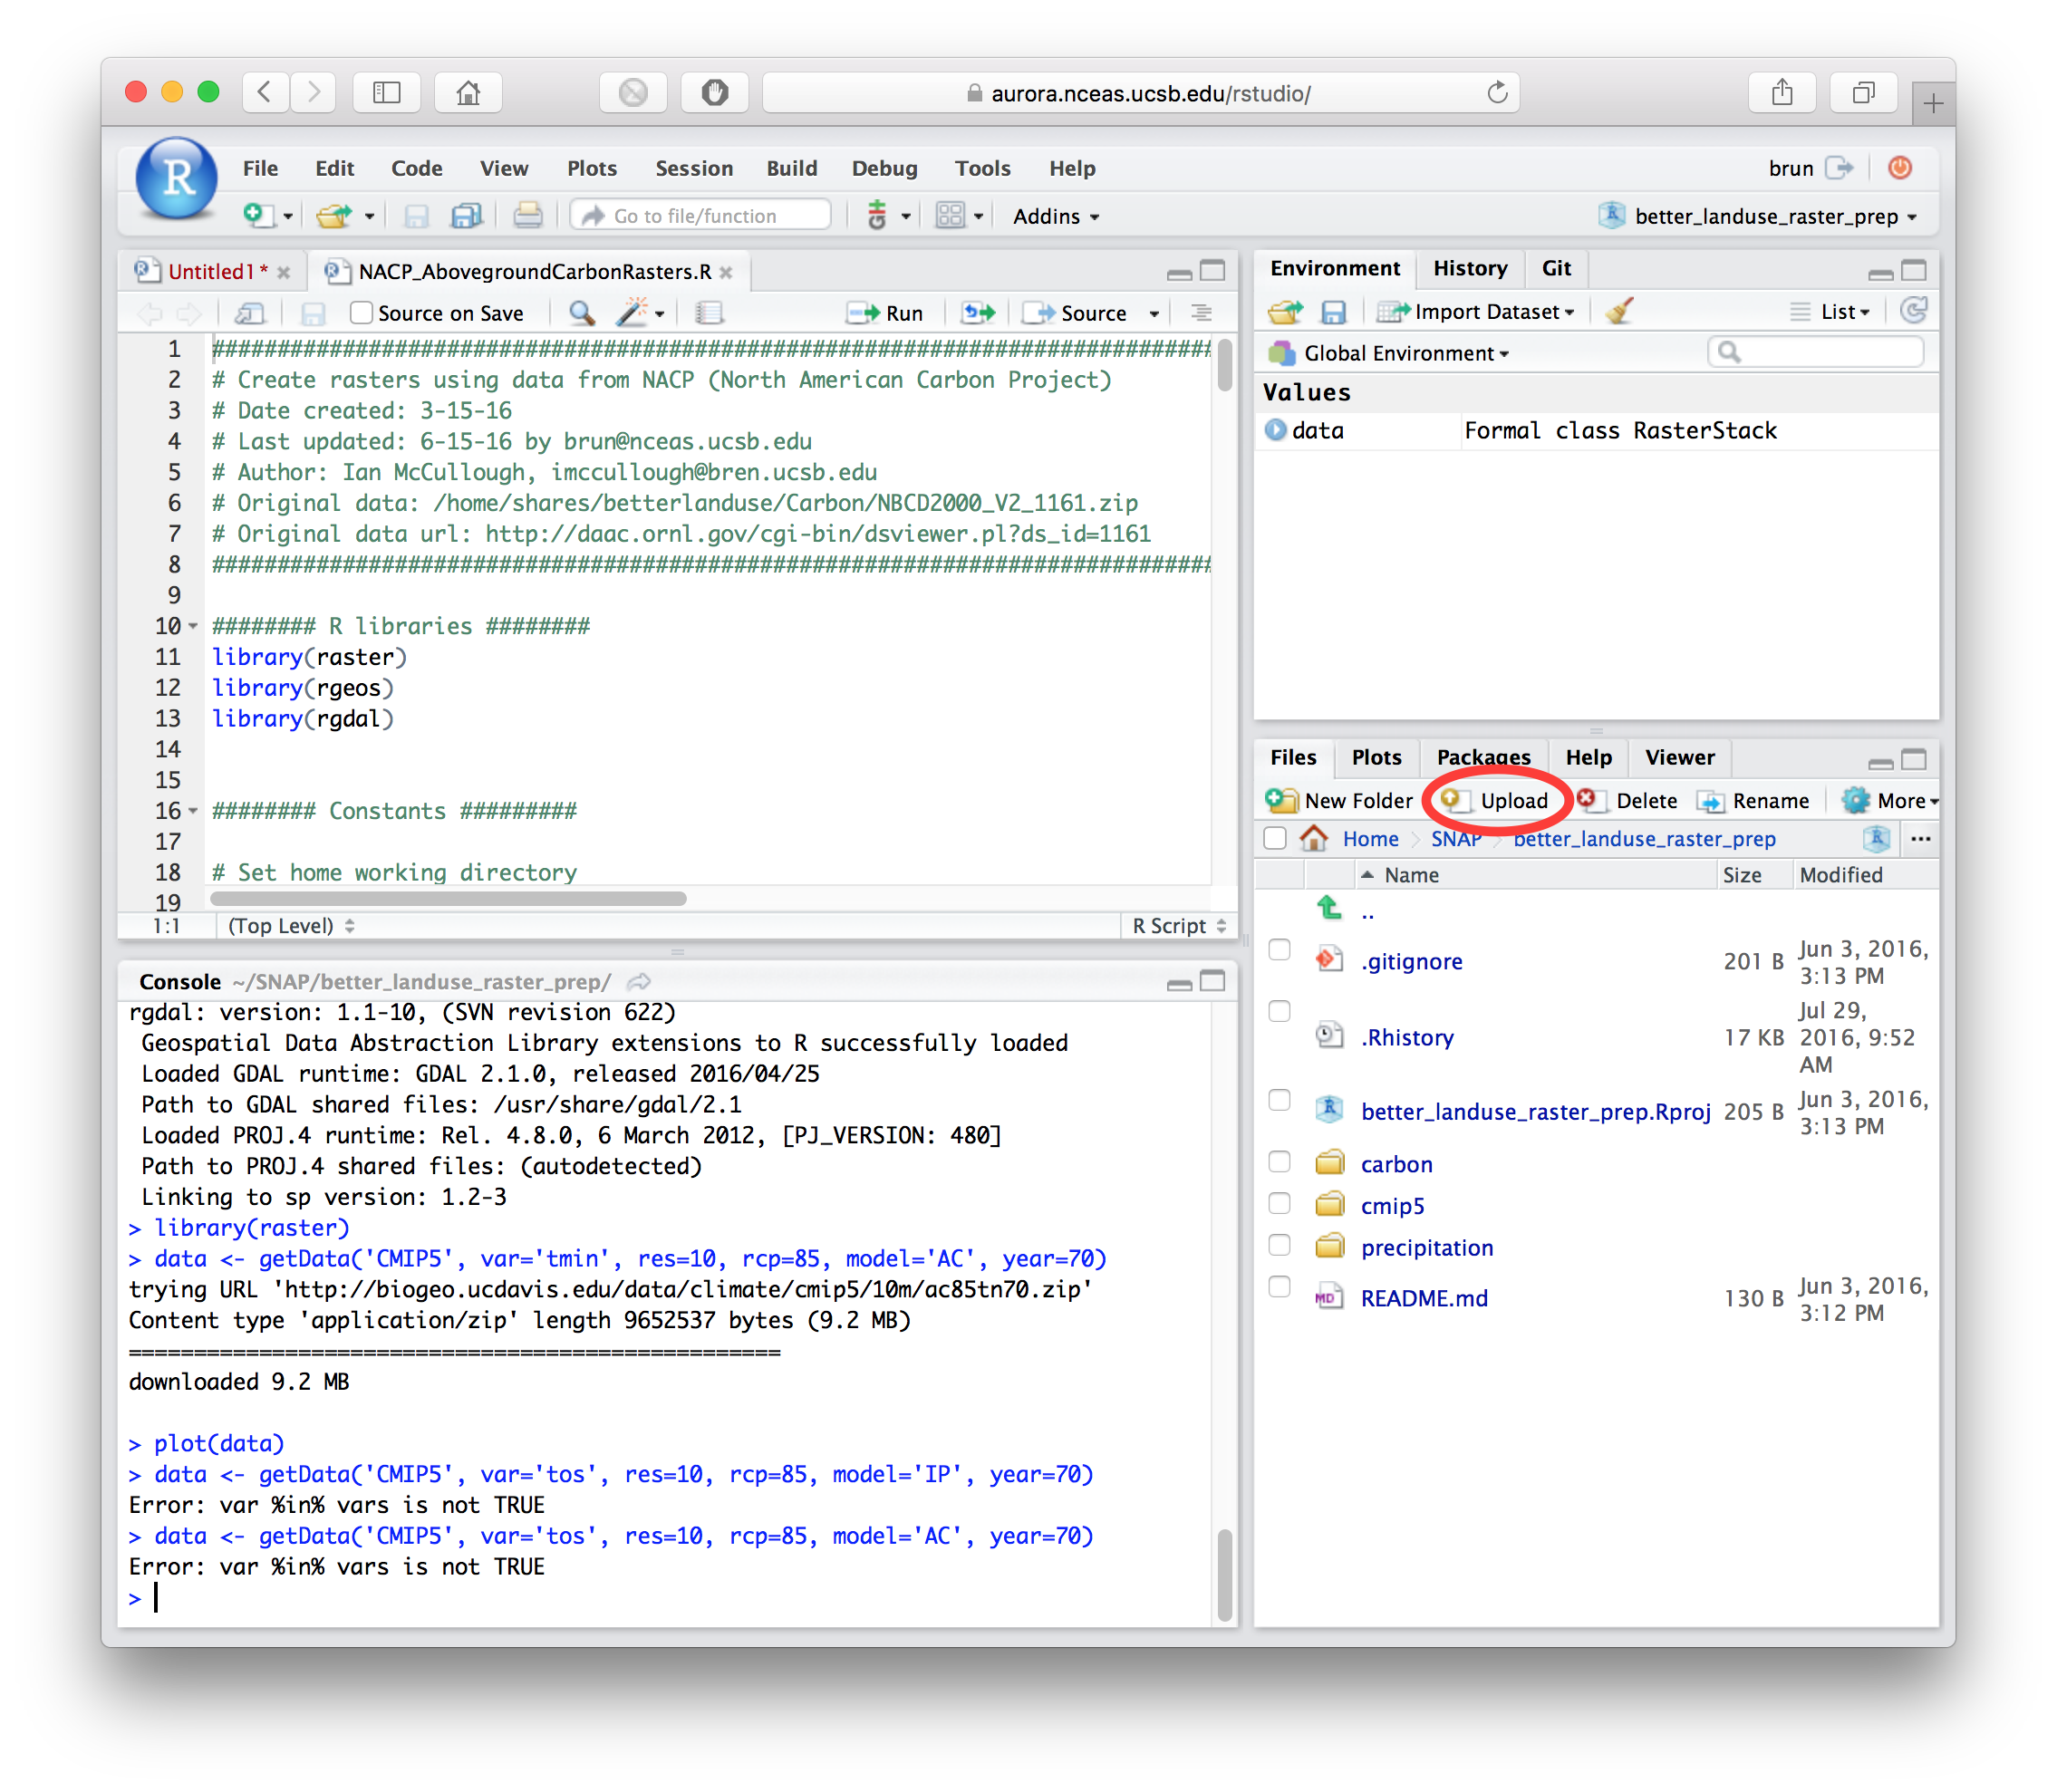 aurora.nceas.ucsb.edu/rstudio/
R File Edit Code View Plots Session Build Debug Tools Help brun
Go to file/function Addins better_landuse_raster_prep
Untitled1* NACP_AbovegroundCarbonRasters.R
Source on Save Run Source
1 ################################################################################
2 # Create rasters using data from NACP (North American Carbon Project)
3 # Date created: 3-15-16
4 # Last updated: 6-15-16 by brun@nceas.ucsb.edu
5 # Author: Ian McCullough, imccullough@bren.ucsb.edu
6 # Original data: /home/shares/betterlanduse/Carbon/NBCD2000_V2_1161.zip
7 # Original data url: http://daac.ornl.gov/cgi-bin/dsviewer.pl?ds_id=1161
8 ################################################################################
9
10 ######## R libraries ########
11 library(raster)
12 library(rgeos)
13 library(rgdal)
14
15
16 ######## Constants #########
17
18 # Set home working directory
19
1:1 (Top Level) R Script
Console ~/SNAP/better_landuse_raster_prep/
rgdal: version: 1.1-10, (SVN revision 622)
Geospatial Data Abstraction Library extensions to R successfully loaded
Loaded GDAL runtime: GDAL 2.1.0, released 2016/04/25
Path to GDAL shared files: /usr/share/gdal/2.1
Loaded PROJ.4 runtime: Rel. 4.8.0, 6 March 2012, [PJ_VERSION: 480]
Path to PROJ.4 shared files: (autodetected)
Linking to sp version: 1.2-3
> library(raster)
> data <- getData('CMIP5', var='tmin', res=10, rcp=85, model='AC', year=70)
trying URL 'http://biogeo.ucdavis.edu/data/climate/cmip5/10m/ac85tn70.zip'
Content type 'application/zip' length 9652537 bytes (9.2 MB)
==================================================
downloaded 9.2 MB
> plot(data)
> data <- getData('CMIP5', var='tos', res=10, rcp=85, model='IP', year=70)
Error: var %in% vars is not TRUE
> data <- getData('CMIP5', var='tos', res=10, rcp=85, model='AC', year=70)
Error: var %in% vars is not TRUE
>
Environment History Git
Import Dataset List
Global Environment
Values
data Formal class RasterStack
Files Plots Packages Help Viewer
New Folder Upload Delete Rename More
Home SNAP better_landuse_raster_prep ...
Name Size Modified
..
.gitignore 201 B Jun 3, 2016,
3:13 PM
.Rhistory 17 KB Jul 29,
2016, 9:52
AM
better_landuse_raster_prep.Rproj 205 B Jun 3, 2016,
3:13 PM
carbon
cmip5
precipitation
README.md 130 B Jun 3, 2016,
3:12 PM